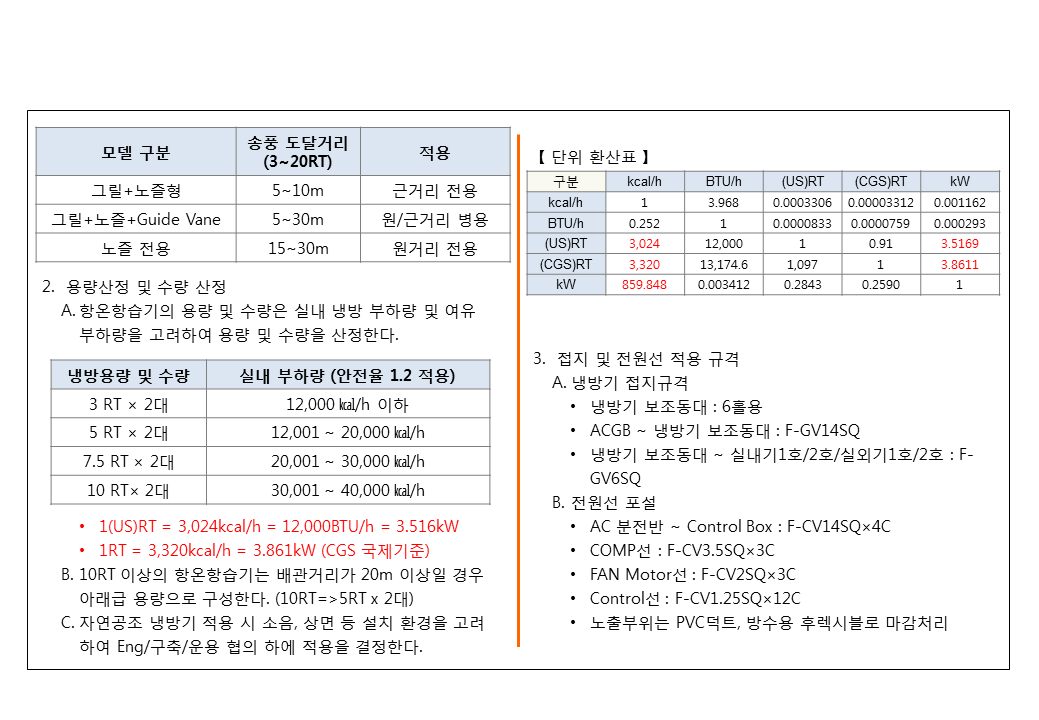 모델 구분 송풍 도달거리 (3~20RT) 적용
그릴+노즐형 5~10m 근거리 전용
그릴+노즐+Guide Vane 5~30m 원/근거리 병용
노즐 전용 15~30m 원거리 전용
2. 용량산정 및 수량 산정
A. 항온항습기의 용량 및 수량은 실내 냉방 부하량 및 여유
부하량을 고려하여 용량 및 수량을 산정한다.
냉방용량 및 수량 실내 부하량 (안전율 1.2 적용)
3 RT × 2대 12,000 ㎉/h 이하
5 RT × 2대 12,001 ~ 20,000 ㎉/h
7.5 RT × 2대 20,001 ~ 30,000 ㎉/h
10 RT× 2대 30,001 ~ 40,000 ㎉/h
• 1(US)RT = 3,024kcal/h = 12,000BTU/h = 3.516kW
• 1RT = 3,320kcal/h = 3.861kW (CGS 국제기준)
B. 10RT 이상의 항온항습기는 배관거리가 20m 이상일 경우
아래급 용량으로 구성한다. (10RT=>5RT x 2대)
C. 자연공조 냉방기 적용 시 소음, 상면 등 설치 환경을 고려
하여 Eng/구축/운용 협의 하에 적용을 결정한다.
【 단위 환산표 】
구분 kcal/h BTU/h (US)RT (CGS)RT kW
kcal/h 1 3.968 0.0003306 0.00003312 0.001162
BTU/h 0.252 1 0.0000833 0.0000759 0.000293
(US)RT 3,024 12,000 1 0.91 3.5169
(CGS)RT 3,320 13,174.6 1,097 1 3.8611
kW 859.848 0.003412 0.2843 0.2590 1
3. 접지 및 전원선 적용 규격
A. 냉방기 접지규격
• 냉방기 보조동대 : 6홀용
• ACGB ~ 냉방기 보조동대 : F-GV14SQ
• 냉방기 보조동대 ~ 실내기1호/2호/실외기1호/2호 : F-
GV6SQ
B. 전원선 포설
• AC 분전반 ~ Control Box : F-CV14SQ×4C
• COMP선 : F-CV3.5SQ×3C
• FAN Motor선 : F-CV2SQ×3C
• Control선 : F-CV1.25SQ×12C
• 노출부위는 PVC덕트, 방수용 후렉시블로 마감처리